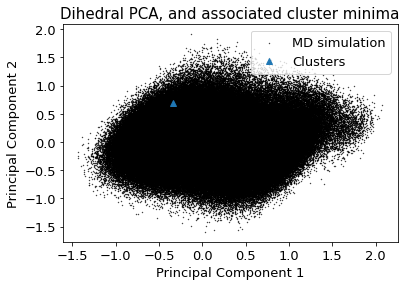 Dihedral PCA, and associated cluster minima
MD simulation
Clusters
Principal Component 2
2.0
1.5
1.0
0.5
0.0
−0.5
−1.0
−1.5
−1.5 −1.0 −0.5 0.0 0.5 1.0 1.5 2.0
Principal Component 1